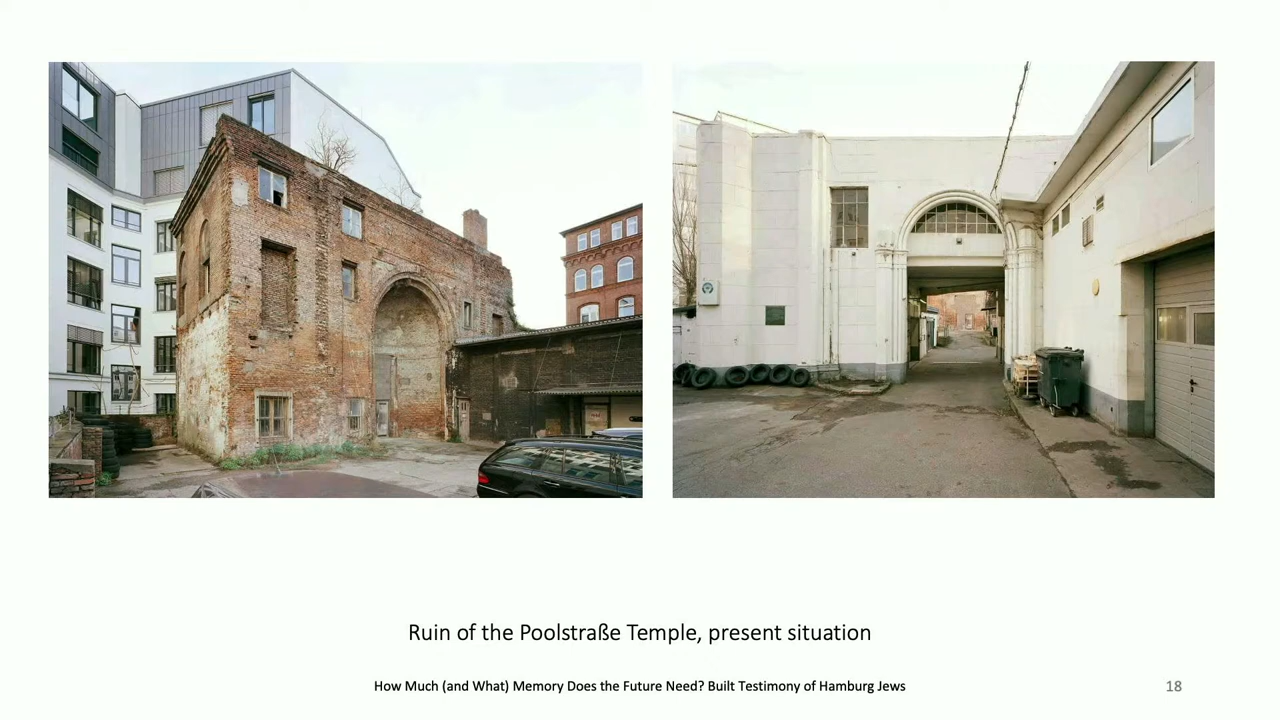 Ruin of the Poolstraße Temple, present situation
How Much (and What) Memory Does the Future Need? Built Testimony of Hamburg Jews
18